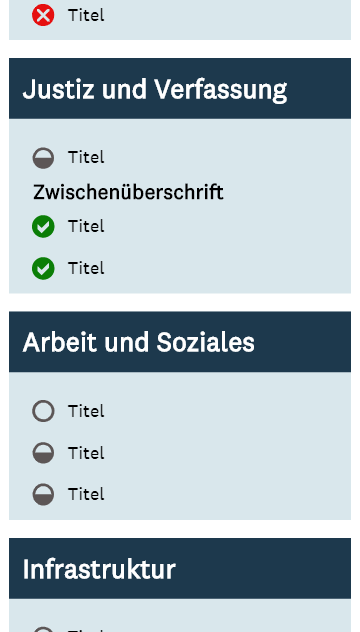 Titel
Justiz und Verfassung
Titel
Zwischenüberschrift
Titel
Titel
Arbeit und Soziales
Titel
Titel
Titel
Infrastruktur